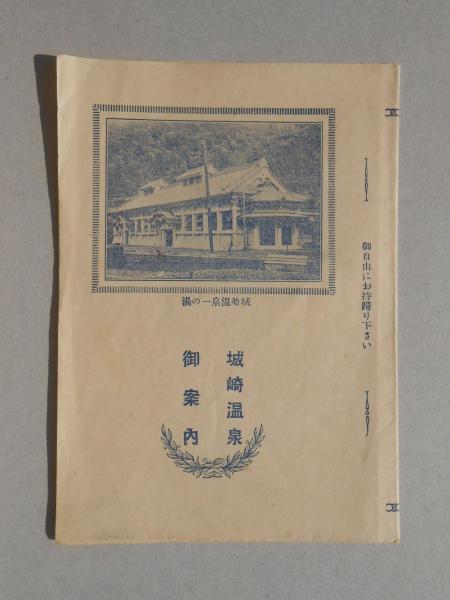 御自由にお持帰り下さい
城崎温泉一の湯
城崎温泉
御案内